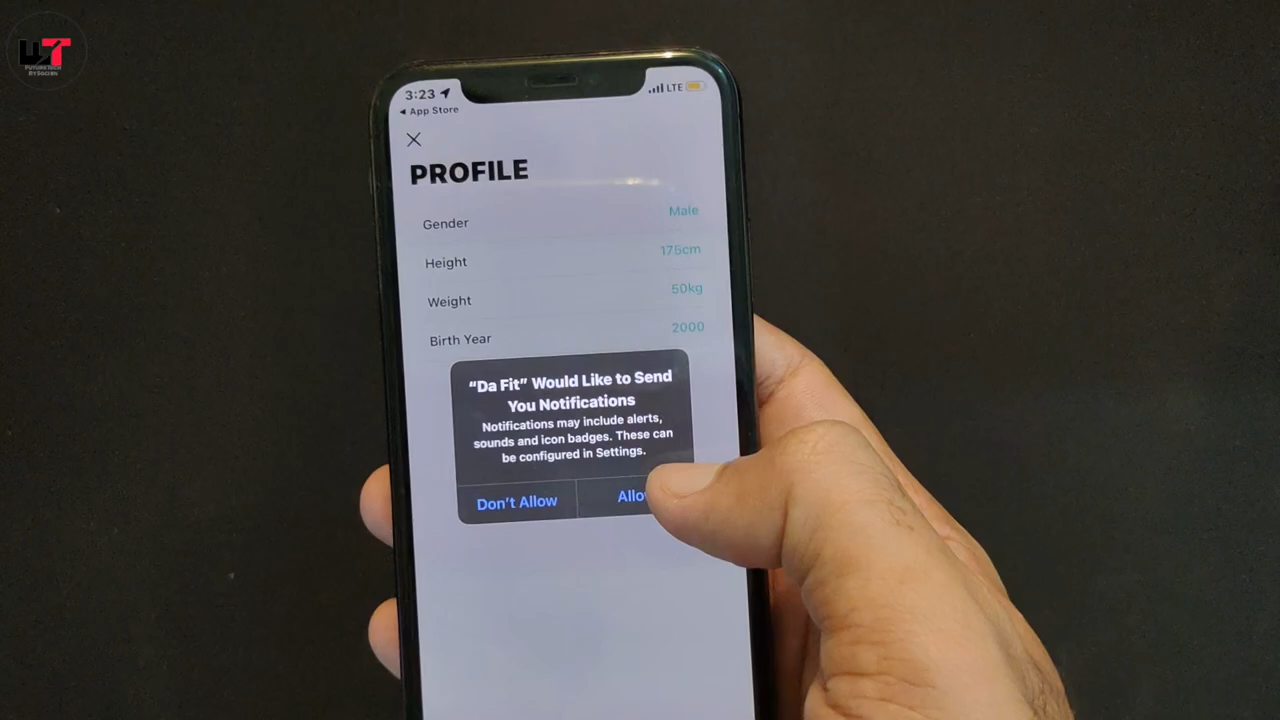 3:23
LTE
App Store
PROFILE
Gender Male
Height 175cm
Weight 50kg
Birth Year 2000
“Da Fit” Would Like to Send
You Notifications
Notifications may include alerts,
sounds and icon badges. These can
be configured in Settings.
Don’t Allow